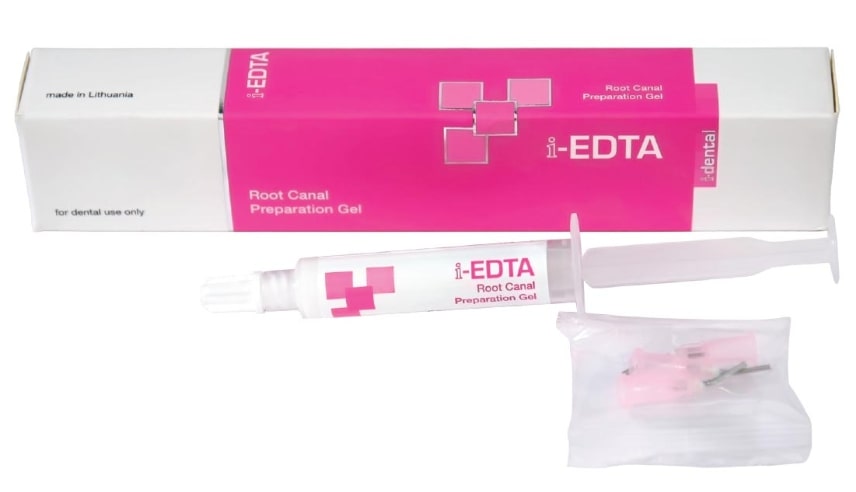 made in Lithuania
for dental use only
i-EDTA
Root Canal
Preparation Gel
Root Canal
Preparation Gel
i-EDTA
i-dental
i-EDTA
Root Canal
Preparation Gel